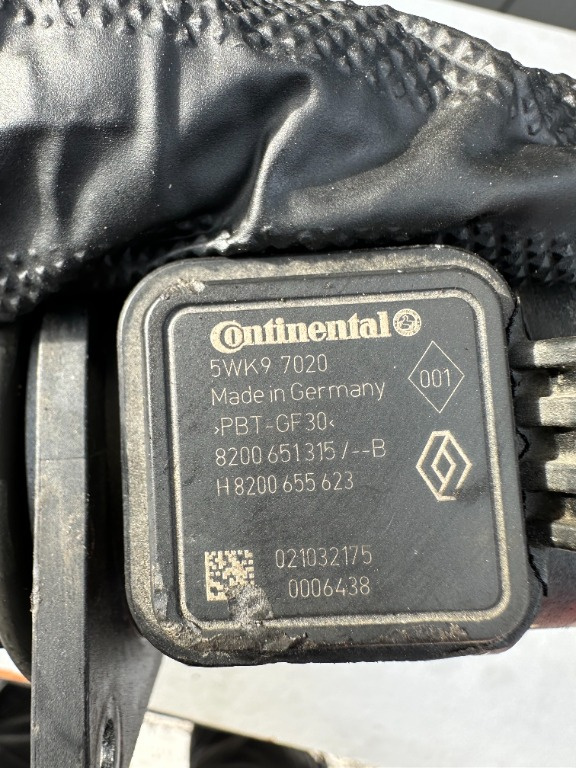 Continental
5WK9 7020
Made in Germany
001
>PBT-GF30<
8200 651 315 /--B
H 8200 655 623
021032175
0006438